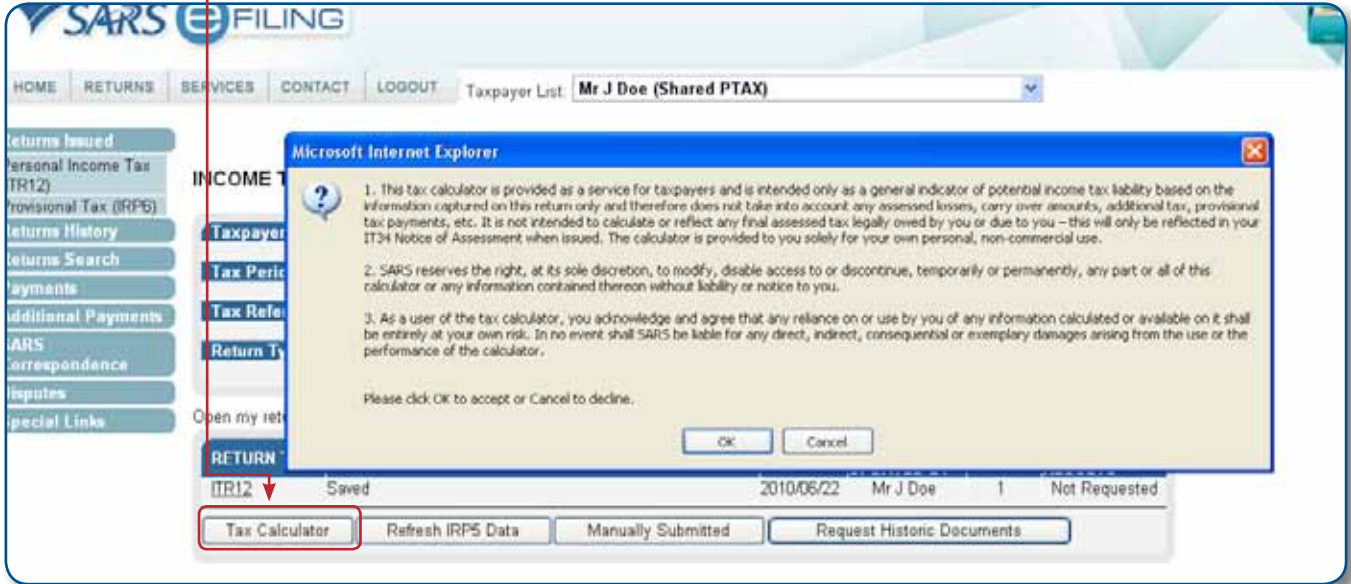 SARS e FILING
HOME RETURNS SERVICES CONTACT LOGOUT Taxpayer List: Mr J Doe (Shared PTAX)
eturns Issued
ersonal Income Tax
TR12)
rovisional Tax (IRP6)
eturns History
eturns Search
ayments
dditional Payments
SARS
orrespondence
isputes
pecial Links
INCOME T
Taxpayer
Tax Peri
Tax Refe
Return Ty
Open my ret
Microsoft Internet Explorer
1. This tax calculator is provided as a service for taxpayers and is intended only as a general indicator of potential income tax liability based on the
information captured on this return only and therefore does not take into account any assessed losses, carry over amounts, additional tax, provisional
tax payments, etc. It is not intended to calculate or reflect any final assessed tax legally owed by you or due to you – this will only be reflected in your
IT34 Notice of Assessment when issued. The calculator is provided to you solely for your own personal, non-commercial use.
2. SARS reserves the right, at its sole discretion, to modify, disable access to or discontinue, temporarily or permanently, any part or all of this
calculator or any information contained thereon without liability or notice to you.
3. As a user of the tax calculator, you acknowledge and agree that any reliance on or use by you of any information calculated or available on it shall
be entirely at your own risk. In no event shall SARS be liable for any direct, indirect, consequential or exemplary damages arising from the use or the
performance of the calculator.
Please click OK to accept or Cancel to decline.
OK Cancel
RETURN T
ITR12 Saved 2010/06/22 Mr J Doe 1 Not Requested
Tax Calculator Refresh IRP5 Data Manually Submitted Request Historic Documents